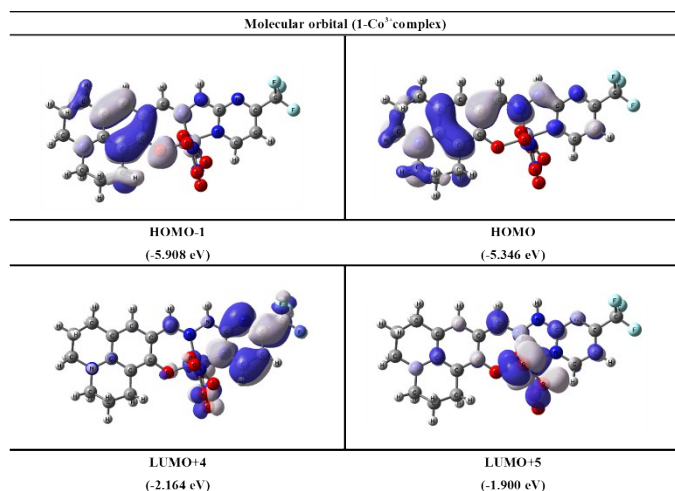 Molecular orbital (1-Co³⁺complex)
HOMO-1
(-5.908 eV)
HOMO
(-5.346 eV)
LUMO+4
(-2.164 eV)
LUMO+5
(-1.900 eV)